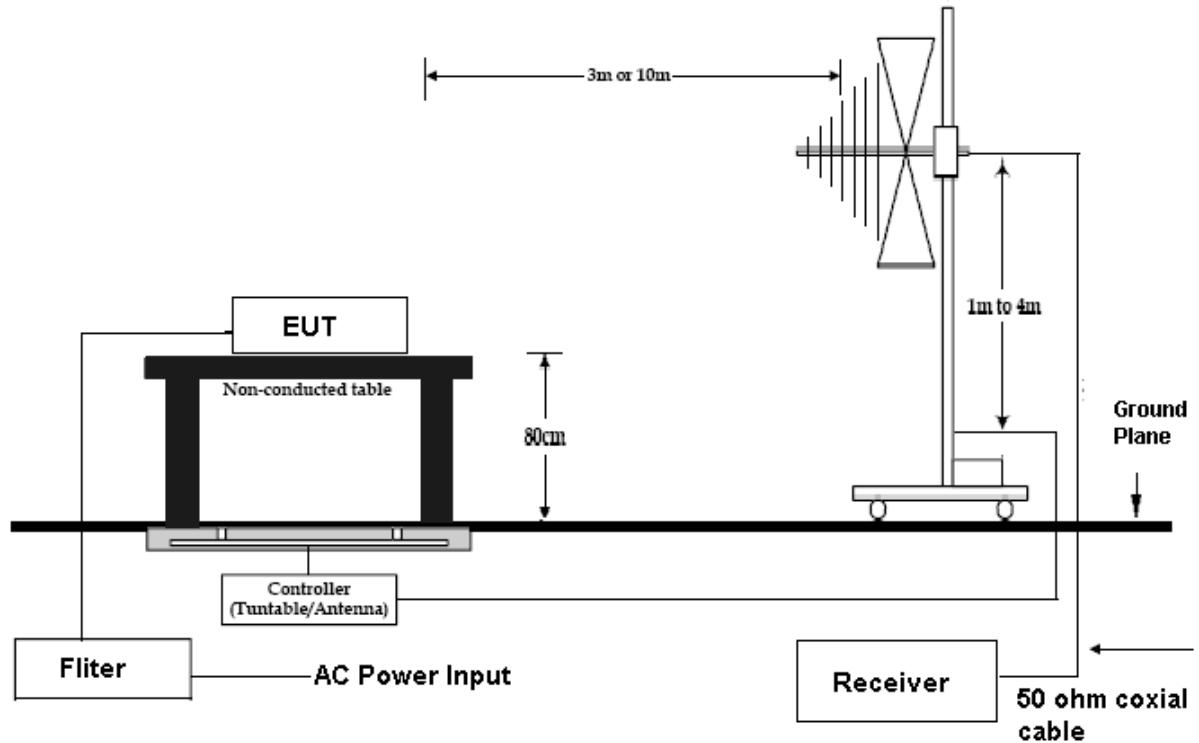 3m or 10m
1m to 4m
EUT
Non-conducted table
80cm
Ground
Plane
Controller
(Tuntable/Antenna)
Fliter
AC Power Input
Receiver
50 ohm coxial
cable